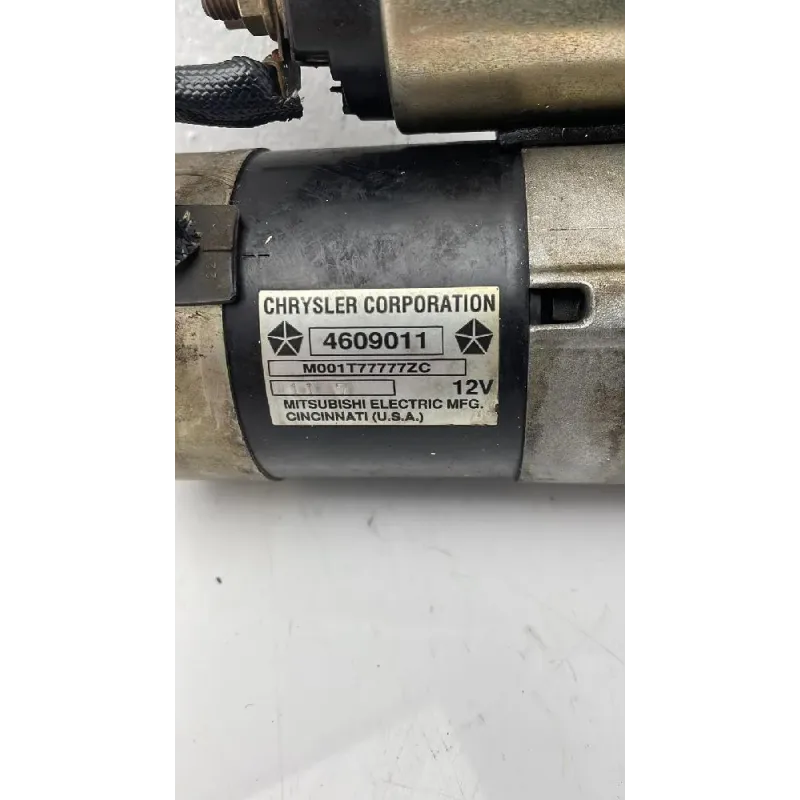 CHRYSLER CORPORATION
4609011
M001T77777ZC
12V
MITSUBISHI ELECTRIC MFG.
CINCINNATI (U.S.A.)